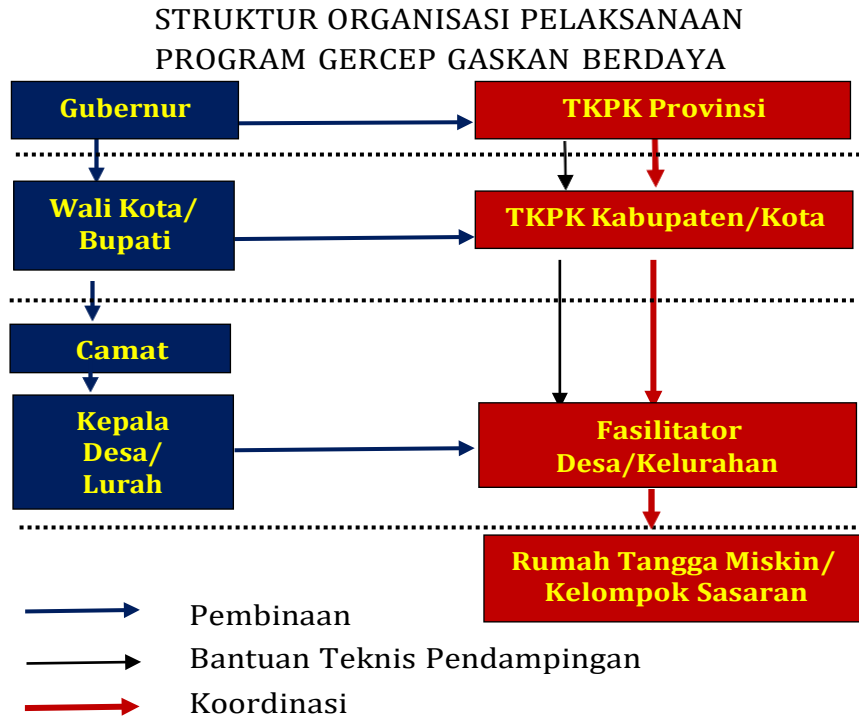 STRUKTUR ORGANISASI PELAKSANAAN
PROGRAM GERCEP GASKAN BERDAYA
Gubernur
TKPK Provinsi
Wali Kota/
Bupati
TKPK Kabupaten/Kota
Camat
Kepala
Desa/
Lurah
Fasilitator
Desa/Kelurahan
Rumah Tangga Miskin/
Kelompok Sasaran
Pembinaan
Bantuan Teknis Pendampingan
Koordinasi